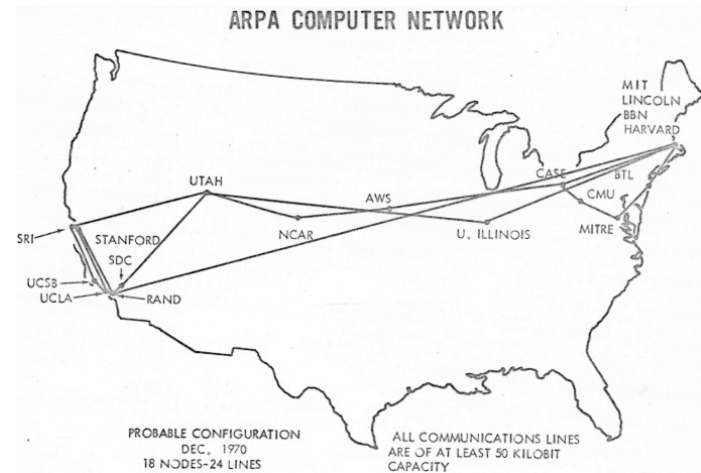 ARPA COMPUTER NETWORK
MIT
LINCOLN
BBN
HARVARD
CASE
BTL
UTAH
AWS
CMU
NCAR
U. ILLINOIS
MITRE
SRI
STANFORD
SDC
UCSB
UCLA
RAND
PROBABLE CONFIGURATION
DEC. 1970
18 NODES-24 LINES
ALL COMMUNICATIONS LINES
ARE OF AT LEAST 50 KILOBIT
CAPACITY